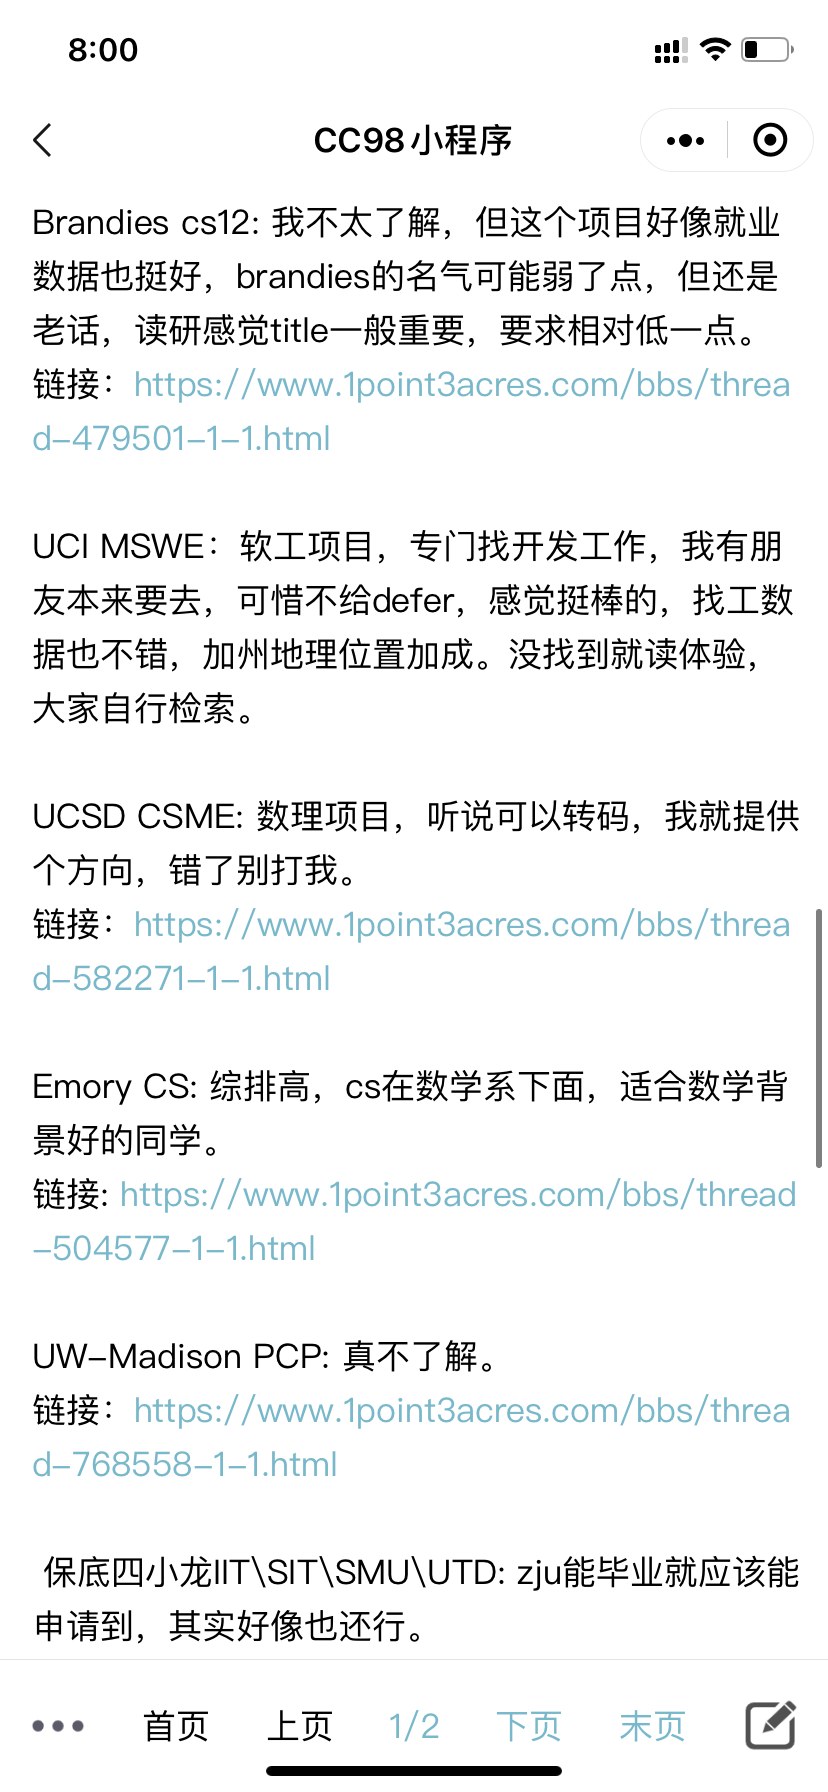 8:00
CC98小程序
Brandies cs12: 我不太了解，但这个项目好像就业
数据也挺好，brandies的名气可能弱了点，但还是
老话，读研感觉title一般重要，要求相对低一点。
链接：https://www.1point3acres.com/bbs/threa
d-479501-1-1.html
UCI MSWE：软工项目，专门找开发工作，我有朋
友本来要去，可惜不给defer，感觉挺棒的，找工数
据也不错，加州地理位置加成。没找到就读体验，
大家自行检索。
UCSD CSME: 数理项目，听说可以转码，我就提供
个方向，错了别打我。
链接：https://www.1point3acres.com/bbs/threa
d-582271-1-1.html
Emory CS: 综排高，cs在数学系下面，适合数学背
景好的同学。
链接: https://www.1point3acres.com/bbs/thread
-504577-1-1.html
UW-Madison PCP: 真不了解。
链接：https://www.1point3acres.com/bbs/threa
d-768558-1-1.html
保底四小龙IIT\SIT\SMU\UTD: zju能毕业就应该能
申请到，其实好像也还行。
首页 上页 1/2 下页 末页